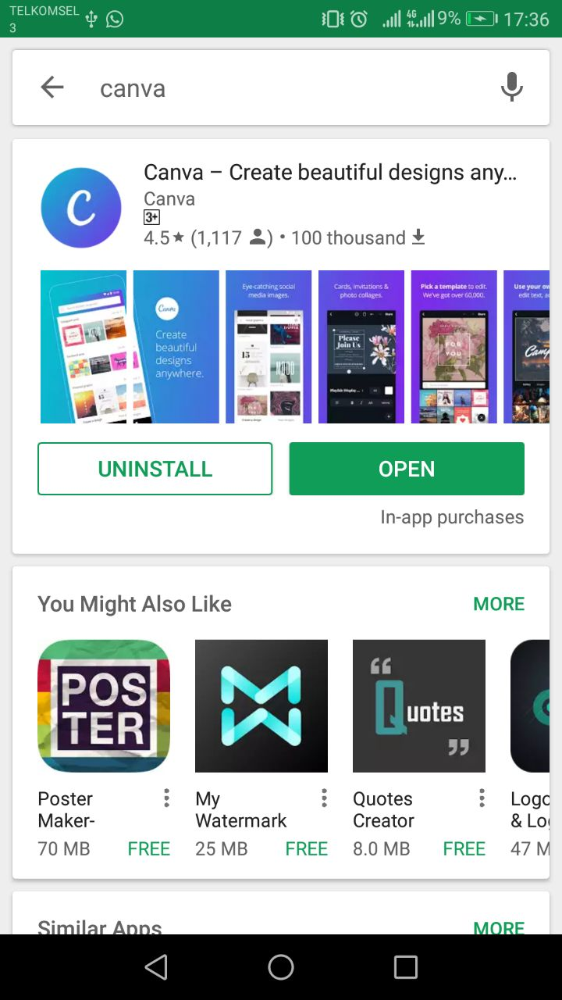 TELKOMSEL
3
4G
9%
17:36
canva
C
Canva – Create beautiful designs any...
Canva
3+
4.5★ (1,117 ) • 100 thousand
Canva
Create
beautiful
designs
anywhere.
Eye-catching social
media images.
Cards, invitations &
photo collages.
Please
Join Us
Pick a template to edit.
We've got over 60,000.
FOR
YOU
Use your ow
edit text, a
UNINSTALL
OPEN
In-app purchases
You Might Also Like
MORE
POS
TER
Quotes
Poster
Maker-
70 MB
FREE
My
Watermark
25 MB
FREE
Quotes
Creator
8.0 MB
FREE
Logo
& Lo
47 M
Similar Apps
MORE